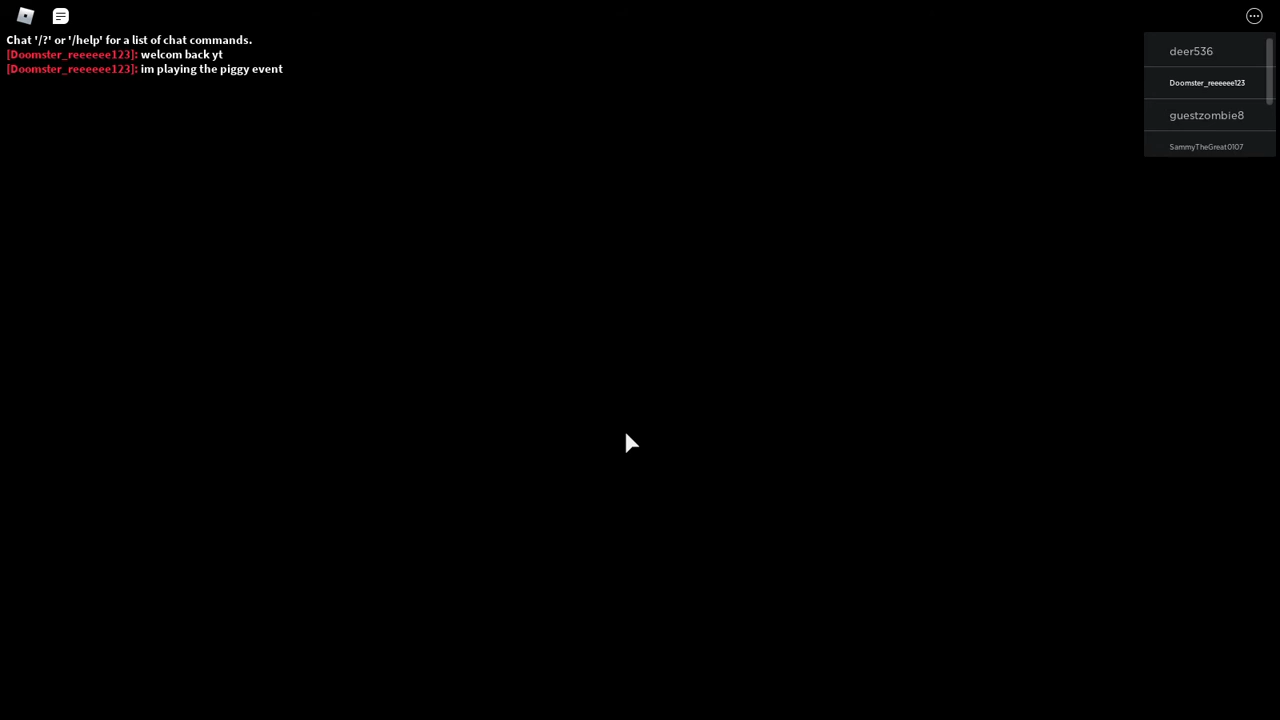 Chat '/?' or '/help' for a list of chat commands.
[Doomster_reeeeee123]: welcom back yt
[Doomster_reeeeee123]: im playing the piggy event
deer536
Doomster_reeeeee123
guestzombie8
SammyTheGreat0107